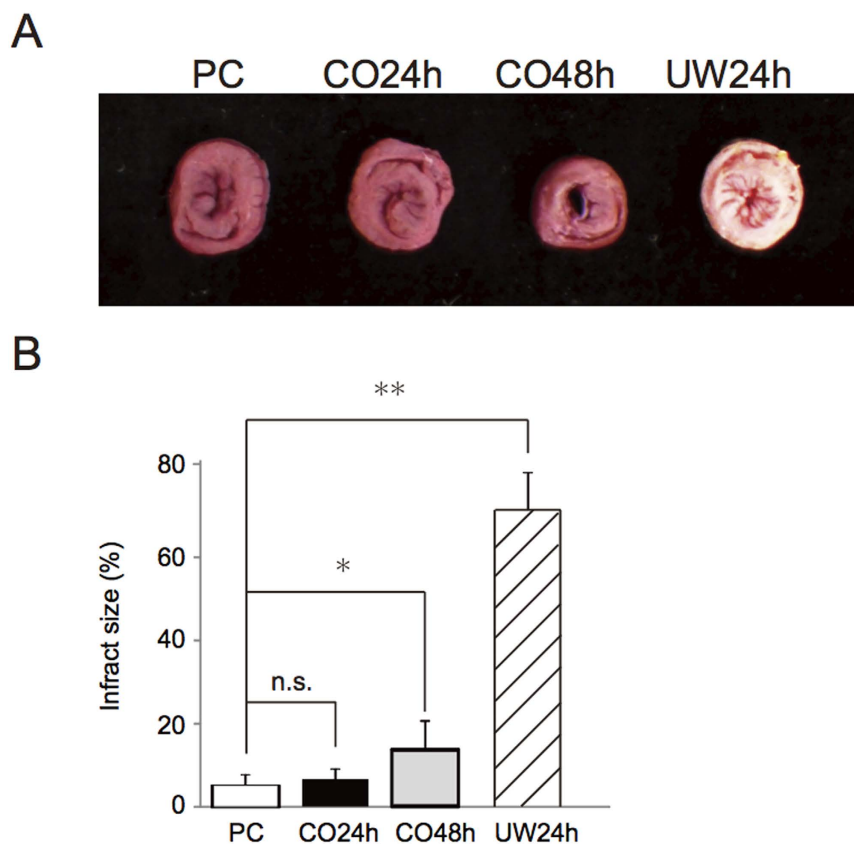 A
PC CO24h CO48h UW24h
B
**
80
60
*
40
n.s.
20
0
Infract size (%)
PC CO24h CO48h UW24h